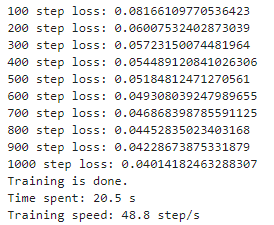 100 step loss: 0.08166109770536423
200 step loss: 0.06007532402873039
300 step loss: 0.05723150074481964
400 step loss: 0.054489120841026306
500 step loss: 0.05184812471270561
600 step loss: 0.049308039247989655
700 step loss: 0.046868398785591125
800 step loss: 0.04452835023403168
900 step loss: 0.04228673875331879
1000 step loss: 0.04014182463288307
Training is done.
Time spent: 20.5 s
Training speed: 48.8 step/s